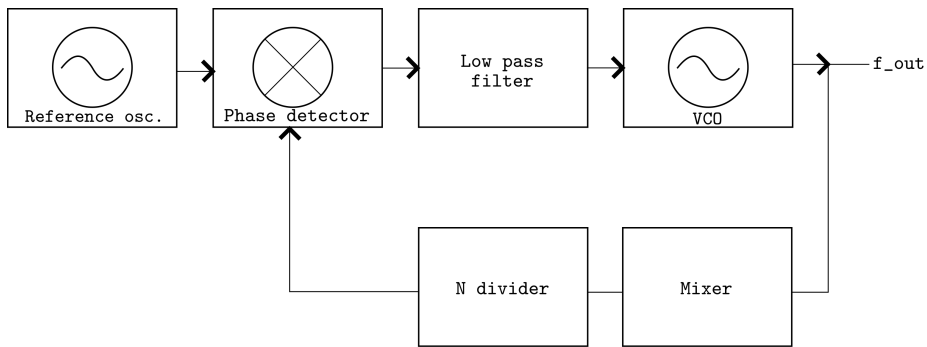 Reference osc.
Phase detector
Low pass
filter
VCO
f_out
N divider
Mixer